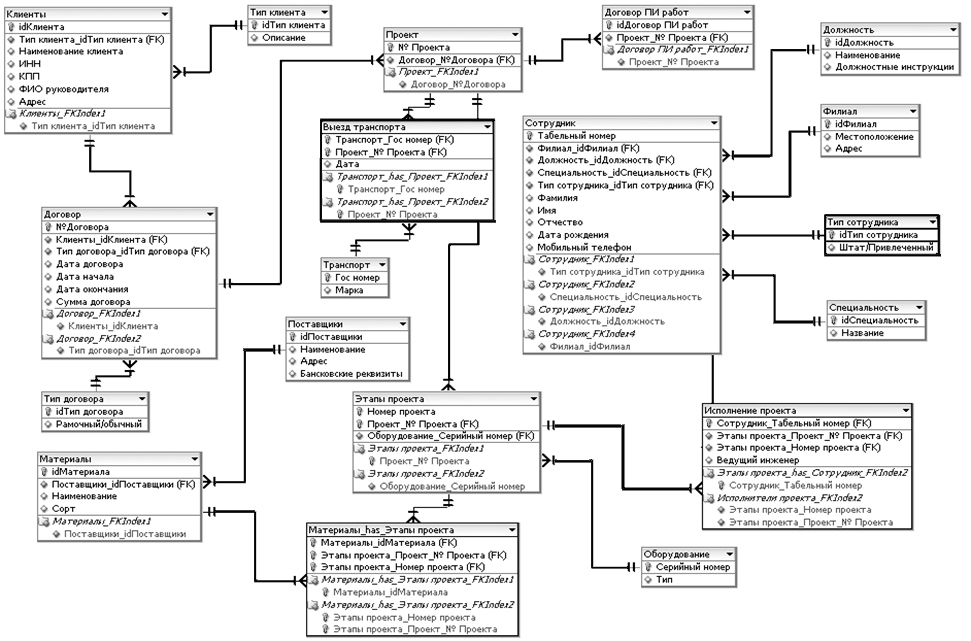 Клиенты
idКлиента
Тип клиента_idТип клиента (FK)
Наименование клиента
ИНН
КПП
ФИО руководителя
Адрес
Клиенты_FKIndex1
Тип клиента_idТип клиента
Тип клиента
idТип клиента
Описание
Проект
№ Проекта
Договор_№Договора (FK)
Проект_FKIndex1
Договор_№Договора
Договор ПИ работ
idДоговор ПИ работ
Проект_№ Проекта (FK)
Договор ПИ работ_FKIndex1
Проект_№ Проекта
Должность
idДолжность
Наименование
Должностные инструкции
Выезд транспорта
Транспорт_Гос номер (FK)
Проект_№ Проекта (FK)
Дата
Транспорт_has_Проект_FKIndex1
Транспорт_Гос номер
Транспорт_has_Проект_FKIndex2
Проект_№ Проекта
Сотрудник
Табельный номер
Филиал_idФилиал (FK)
Должность_idДолжность (FK)
Специальность_idСпециальность (FK)
Тип сотрудника_idТип сотрудника (FK)
Фамилия
Имя
Отчество
Дата рождения
Мобильный телефон
Сотрудник_FKIndex1
Тип сотрудника_idТип сотрудника
Сотрудник_FKIndex2
Специальность_idСпециальность
Сотрудник_FKIndex3
Должность_idДолжность
Сотрудник_FKIndex4
Филиал_idФилиал
Филиал
idФилиал
Местоположение
Адрес
Договор
№Договора
Клиенты_idКлиента (FK)
Тип договора_idТип договора (FK)
Дата договора
Дата начала
Дата окончания
Сумма договора
Договор_FKIndex1
Клиенты_idКлиента
Договор_FKIndex2
Тип договора_idТип договора
Тип сотрудника
idТип сотрудника
Штат/Привлеченный
Транспорт
Гос номер
Марка
Специальность
idСпециальность
Название
Поставщики
idПоставщики
Наименование
Адрес
Бансковские реквизиты
Тип договора
idТип договора
Рамочный/обычный
Этапы проекта
Номер проекта
Проект_№ Проекта (FK)
Оборудование_Серийный номер (FK)
Этапы проекта_FKIndex1
Проект_№ Проекта
Этапы проекта_FKIndex2
Оборудование_Серийный номер
Исполнение проекта
Сотрудник_Табельный номер (FK)
Этапы проекта_Проект_№ Проекта (FK)
Этапы проекта_Номер проекта (FK)
Ведущий инженер
Этапы проекта_has_Сотрудник_FKIndex2
Сотрудник_Табельный номер
Исполнители проекта_FKIndex2
Этапы проекта_Номер проекта
Этапы проекта_Проект_№ Проекта
Материалы
idМатериала
Поставщики_idПоставщики (FK)
Наименование
Сорт
Материалы_FKIndex1
Поставщики_idПоставщики
Материалы_has_Этапы проекта
Материалы_idМатериала (FK)
Этапы проекта_Проект_№ Проекта (FK)
Этапы проекта_Номер проекта (FK)
Материалы_has_Этапы проекта_FKIndex1
Материалы_idМатериала
Материалы_has_Этапы проекта_FKIndex2
Этапы проекта_Номер проекта
Этапы проекта_Проект_№ Проекта
Оборудование
Серийный номер
Тип